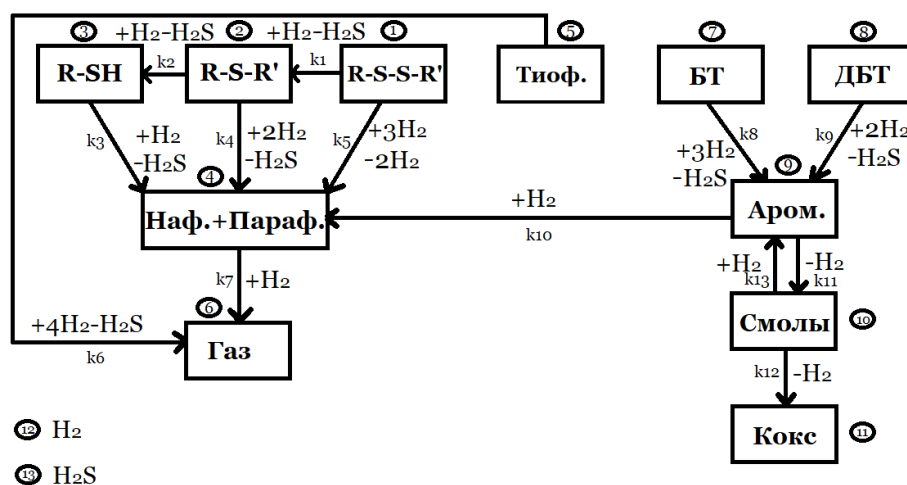 ③ ② ① ⑤ ⑦ ⑧
+H2-H2S +H2-H2S
R-SH k2 R-S-R' k1 R-S-S-R' Тиоф. БТ ДБТ
k3 +H2 -H2S
k4 +2H2 -H2S
k5 +3H2 -2H2
k8 +3H2 -H2S
k9 +2H2 -H2S
④ ⑨
Наф.+Параф. +H2 k10 Аром.
k7 +H2
+H2 k13 -H2 k11
⑥
+4H2-H2S k6 Газ
Смолы ⑩
k12 -H2
Кокс ⑪
⑫ H2
⑬ H2S